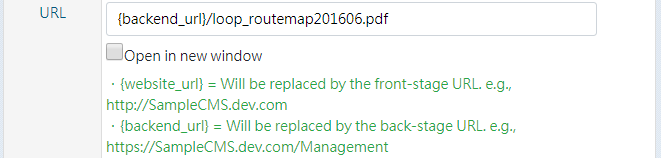 URL
{backend_url}/loop_routemap201606.pdf
Open in new window
・{website_url} = Will be replaced by the front-stage URL. e.g.,
http://SampleCMS.dev.com
・{backend_url} = Will be replaced by the back-stage URL. e.g.,
https://SampleCMS.dev.com/Management